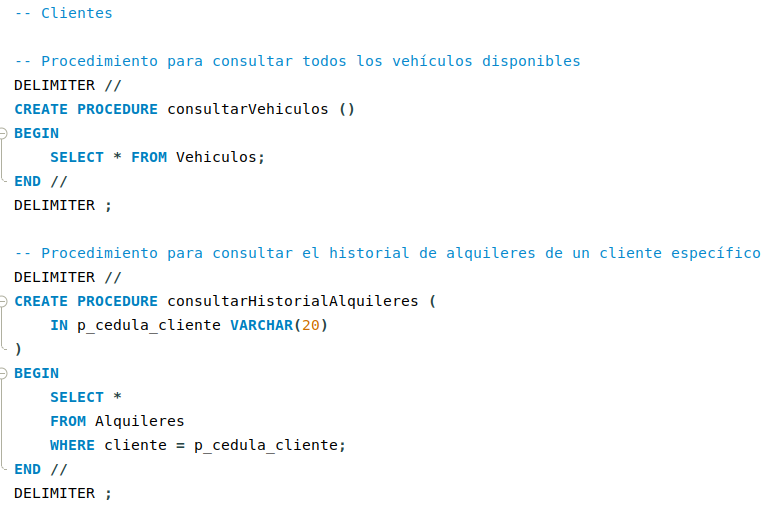 -- Clientes
-- Procedimiento para consultar todos los vehículos disponibles
DELIMITER //
CREATE PROCEDURE consultarVehiculos ()
BEGIN
    SELECT * FROM Vehiculos;
END //
DELIMITER ;
-- Procedimiento para consultar el historial de alquileres de un cliente específico
DELIMITER //
CREATE PROCEDURE consultarHistorialAlquileres (
    IN p_cedula_cliente VARCHAR(20)
)
BEGIN
    SELECT *
    FROM Alquileres
    WHERE cliente = p_cedula_cliente;
END //
DELIMITER ;